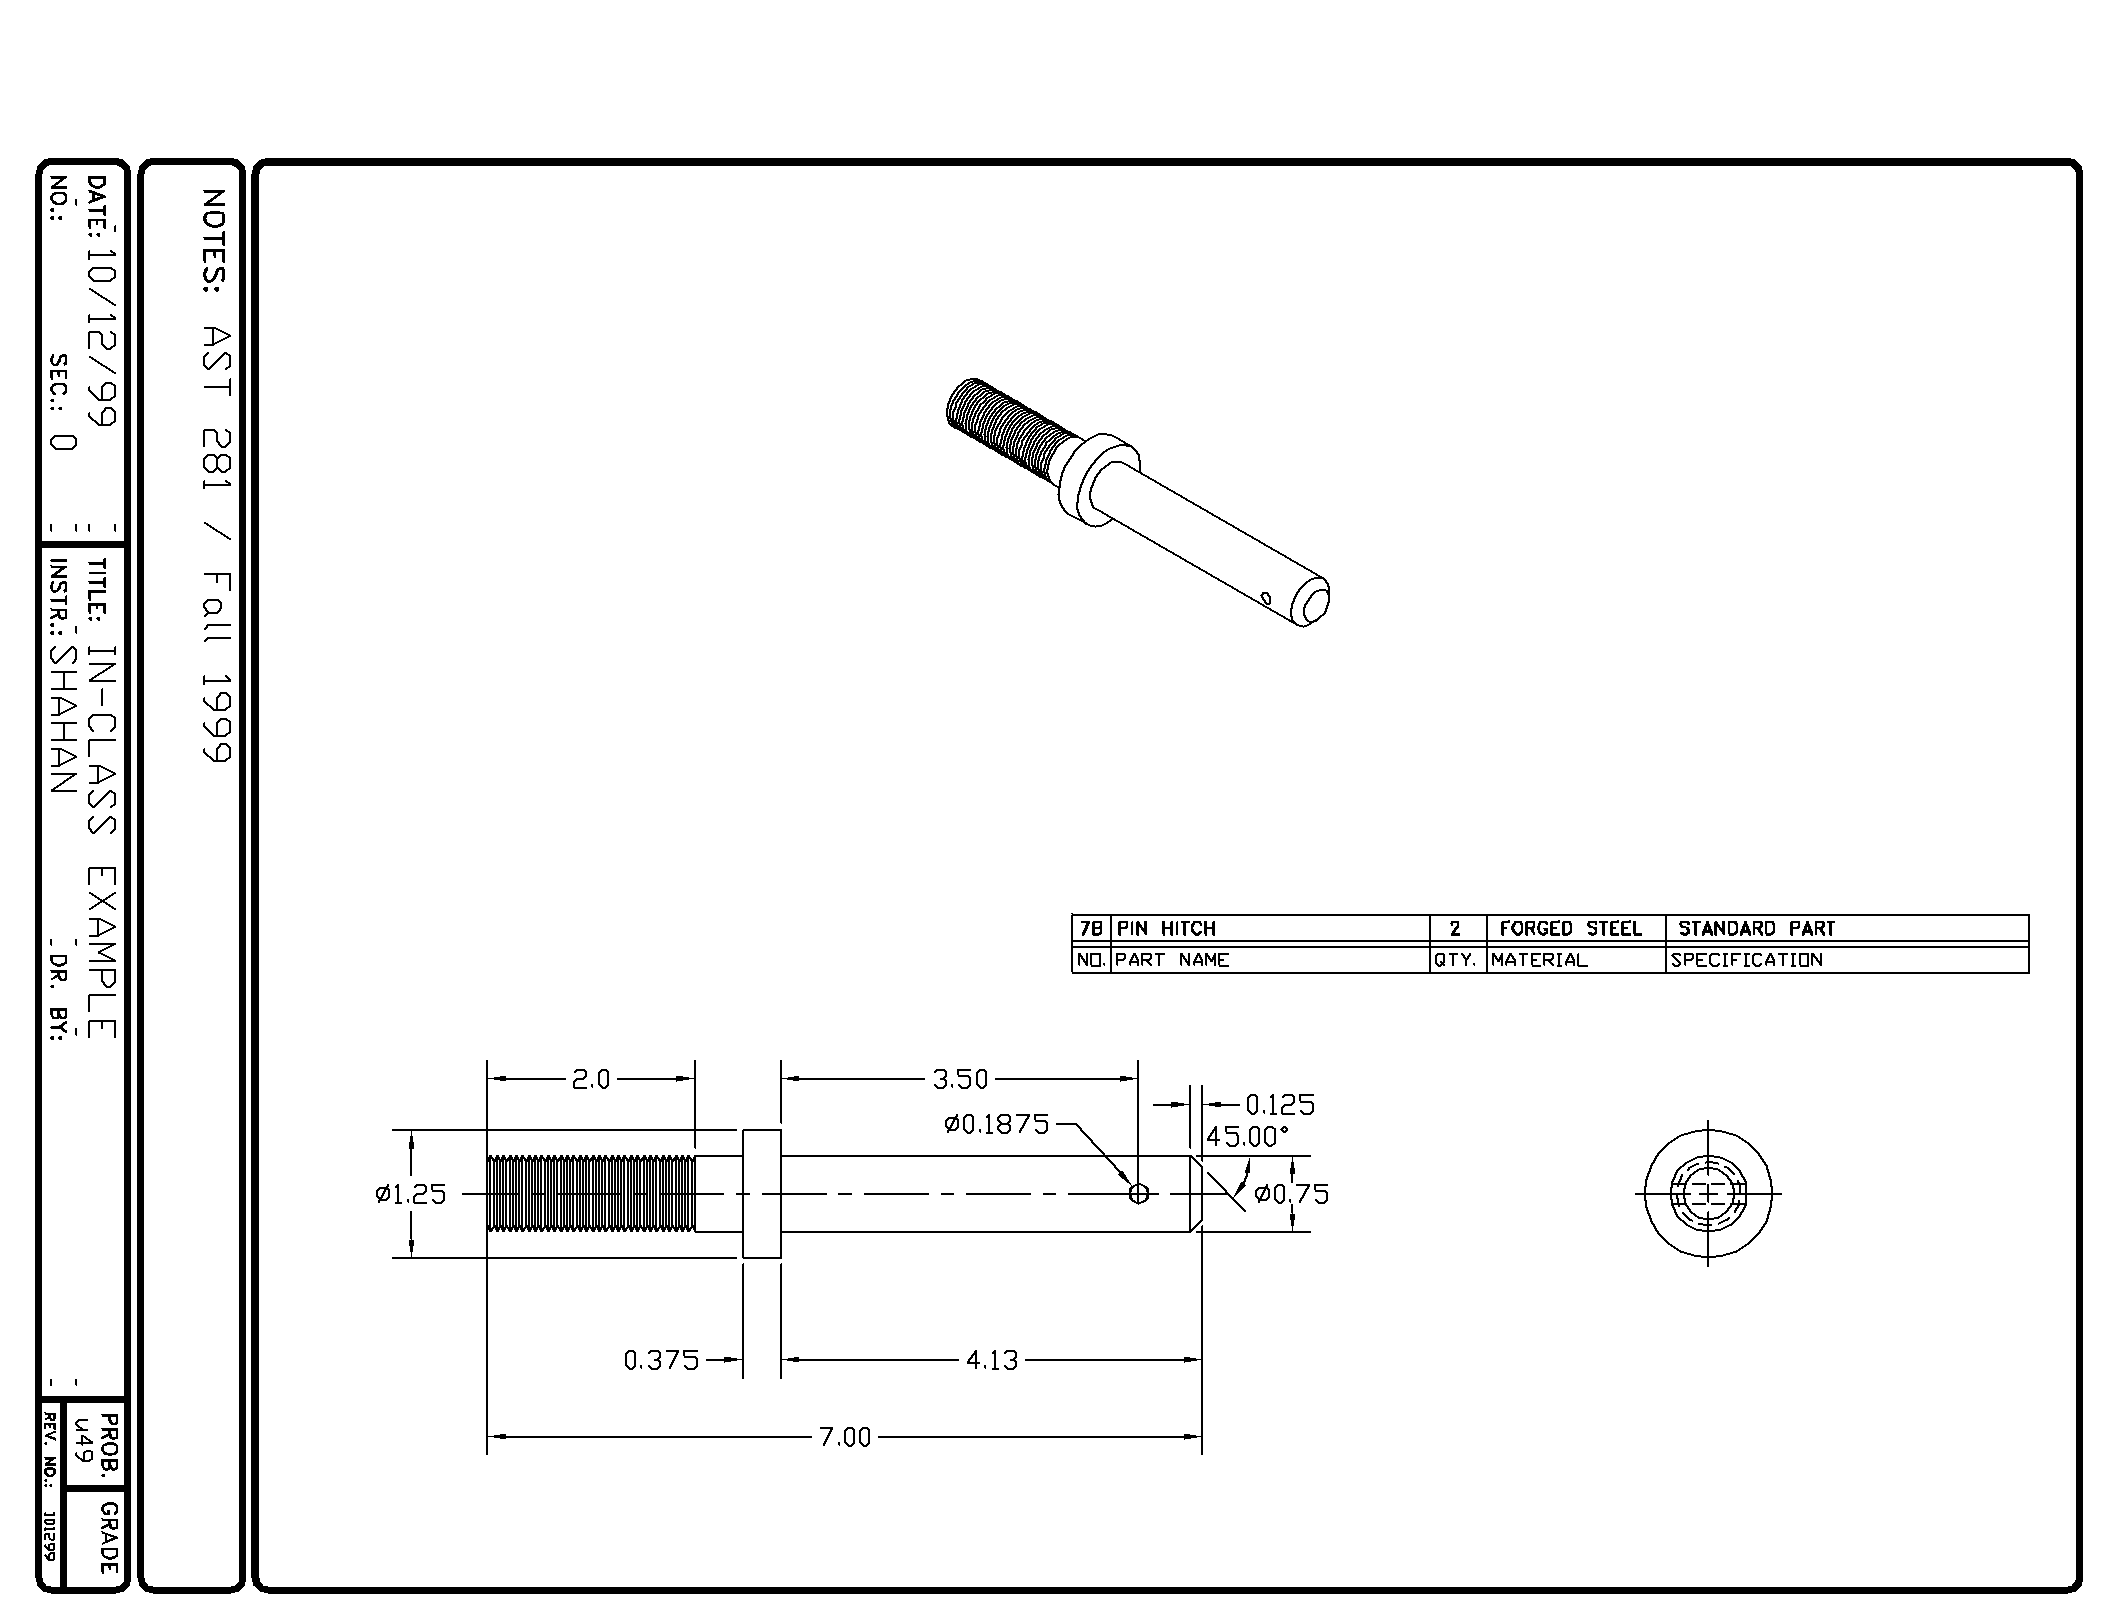 DATE: 10/12/99
NO.: SEC.: 0
TITLE: IN-CLASS EXAMPLE
INSTR.: SHAHAN DR. BY:
PROB. u49
GRADE
REV. NO.: 101299
NOTES: AST 281 / Fall 1999
78 PIN HITCH 2 FORGED STEEL STANDARD PART
NO. PART NAME QTY. MATERIAL SPECIFICATION
2.0
3.50
0.125
Ø0.1875
45.00°
Ø1.25
Ø0.75
0.375
4.13
7.00